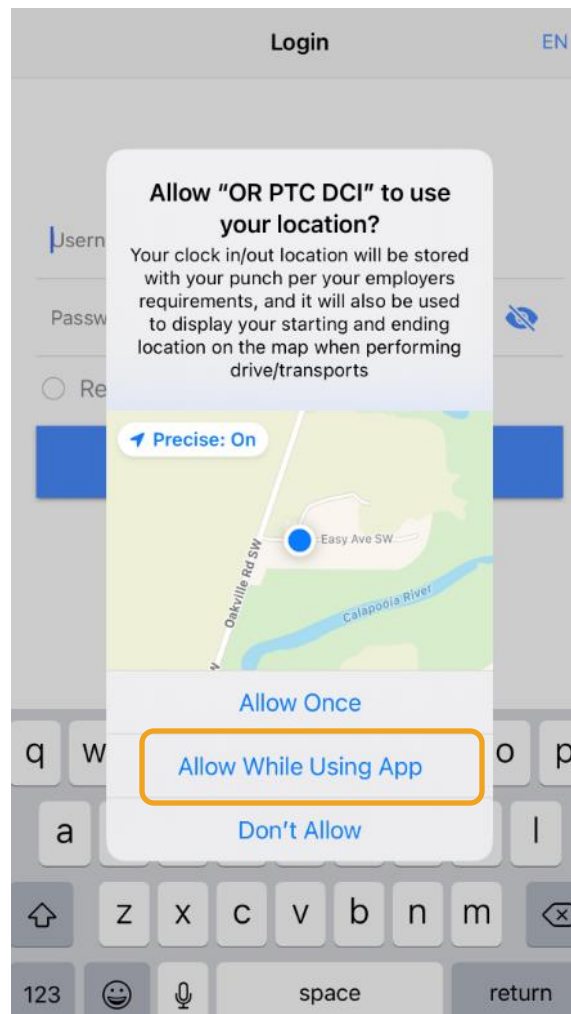 Login
EN
Allow “OR PTC DCI” to use
your location?
Your clock in/out location will be stored
with your punch per your employers
requirements, and it will also be used
to display your starting and ending
location on the map when performing
drive/transports
Usern
Passw
Re
Precise: On
Easy Ave SW
Oakville Rd SW
Calapooia River
Allow Once
Allow While Using App
Don’t Allow
q w o p
a l
z x c v b n m
123 space return